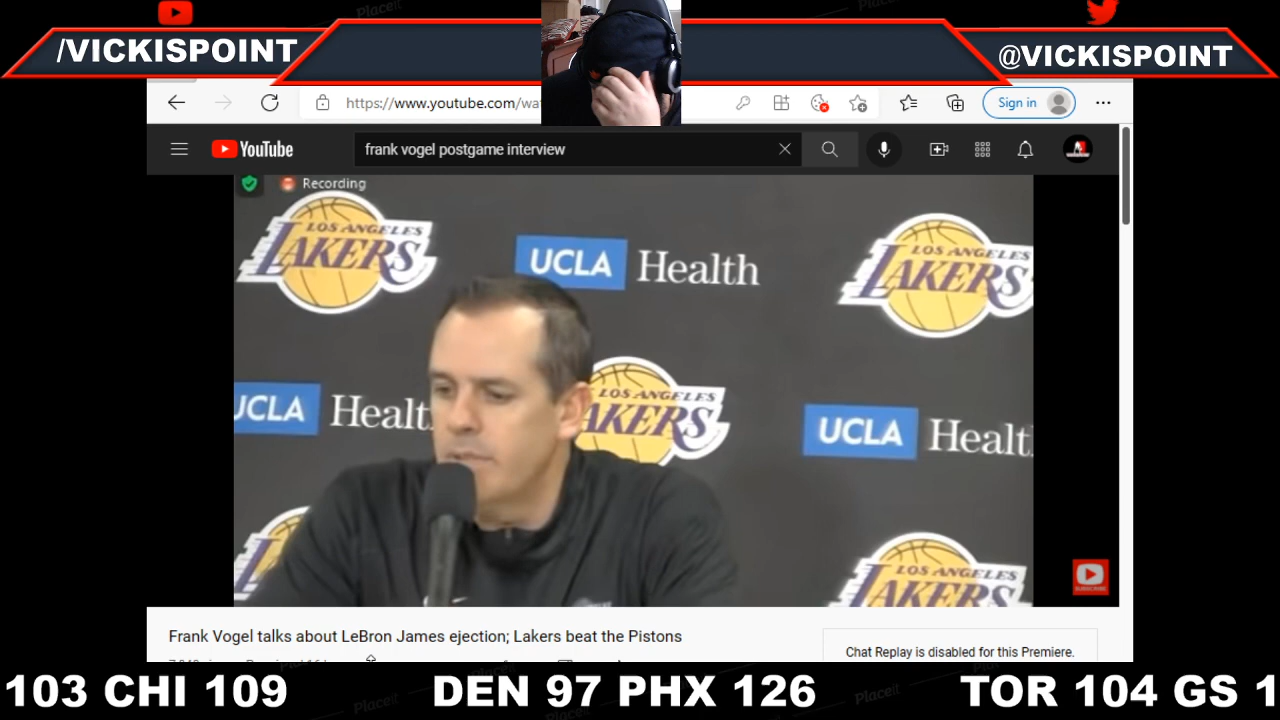 /VICKISPOINT
@VICKISPOINT
https://www.youtube.com/wa
Sign in
YouTube
frank vogel postgame interview
Recording
LOS ANGELES
LAKERS
UCLA Health
LOS ANGELES
LAKERS
UCLA Health
LOS ANGELES
AKERS
UCLA Health
LOS ANGELES
LAKERS
Frank Vogel talks about LeBron James ejection; Lakers beat the Pistons
Chat Replay is disabled for this Premiere.
103 CHI 109
DEN 97 PHX 126
TOR 104 GS 1